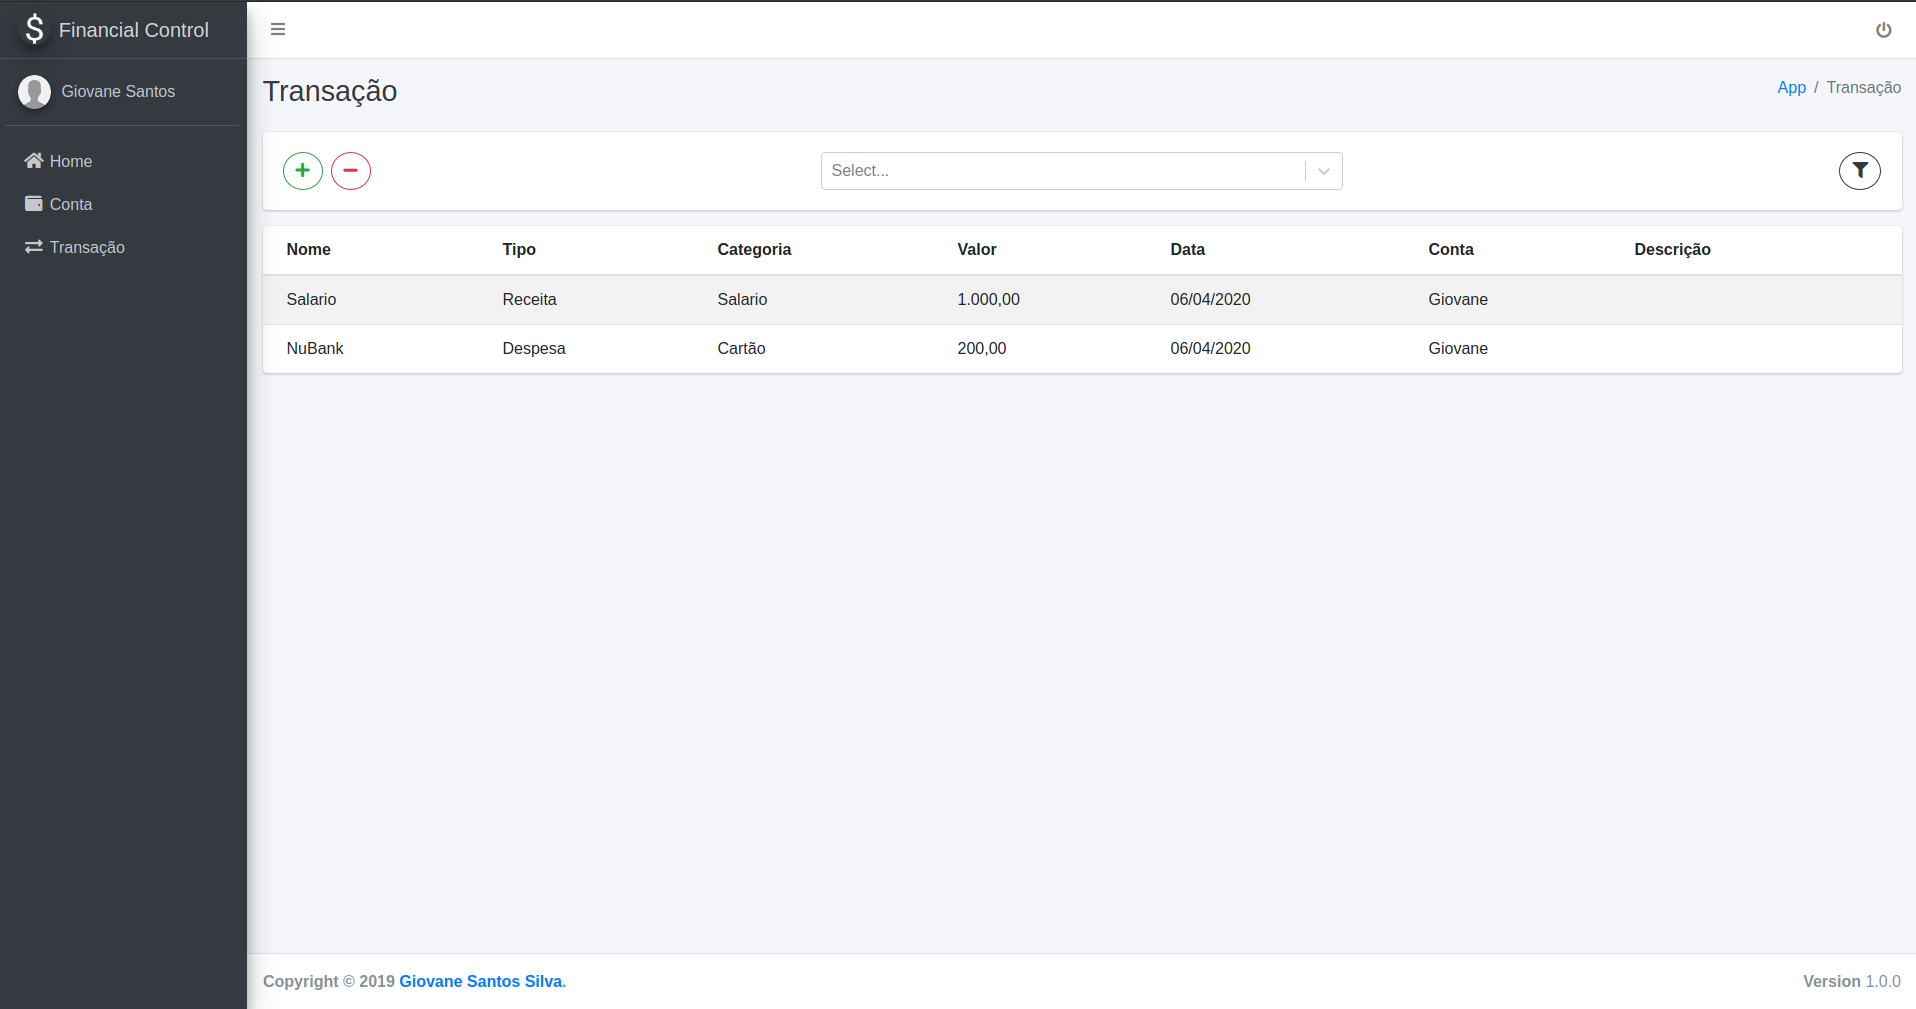 Financial Control
Giovane Santos
Home
Conta
Transação
Transação
App / Transação
Select...
Nome Tipo Categoria Valor Data Conta Descrição
Salario Receita Salario 1.000,00 06/04/2020 Giovane
NuBank Despesa Cartão 200,00 06/04/2020 Giovane
Copyright © 2019 Giovane Santos Silva.
Version 1.0.0